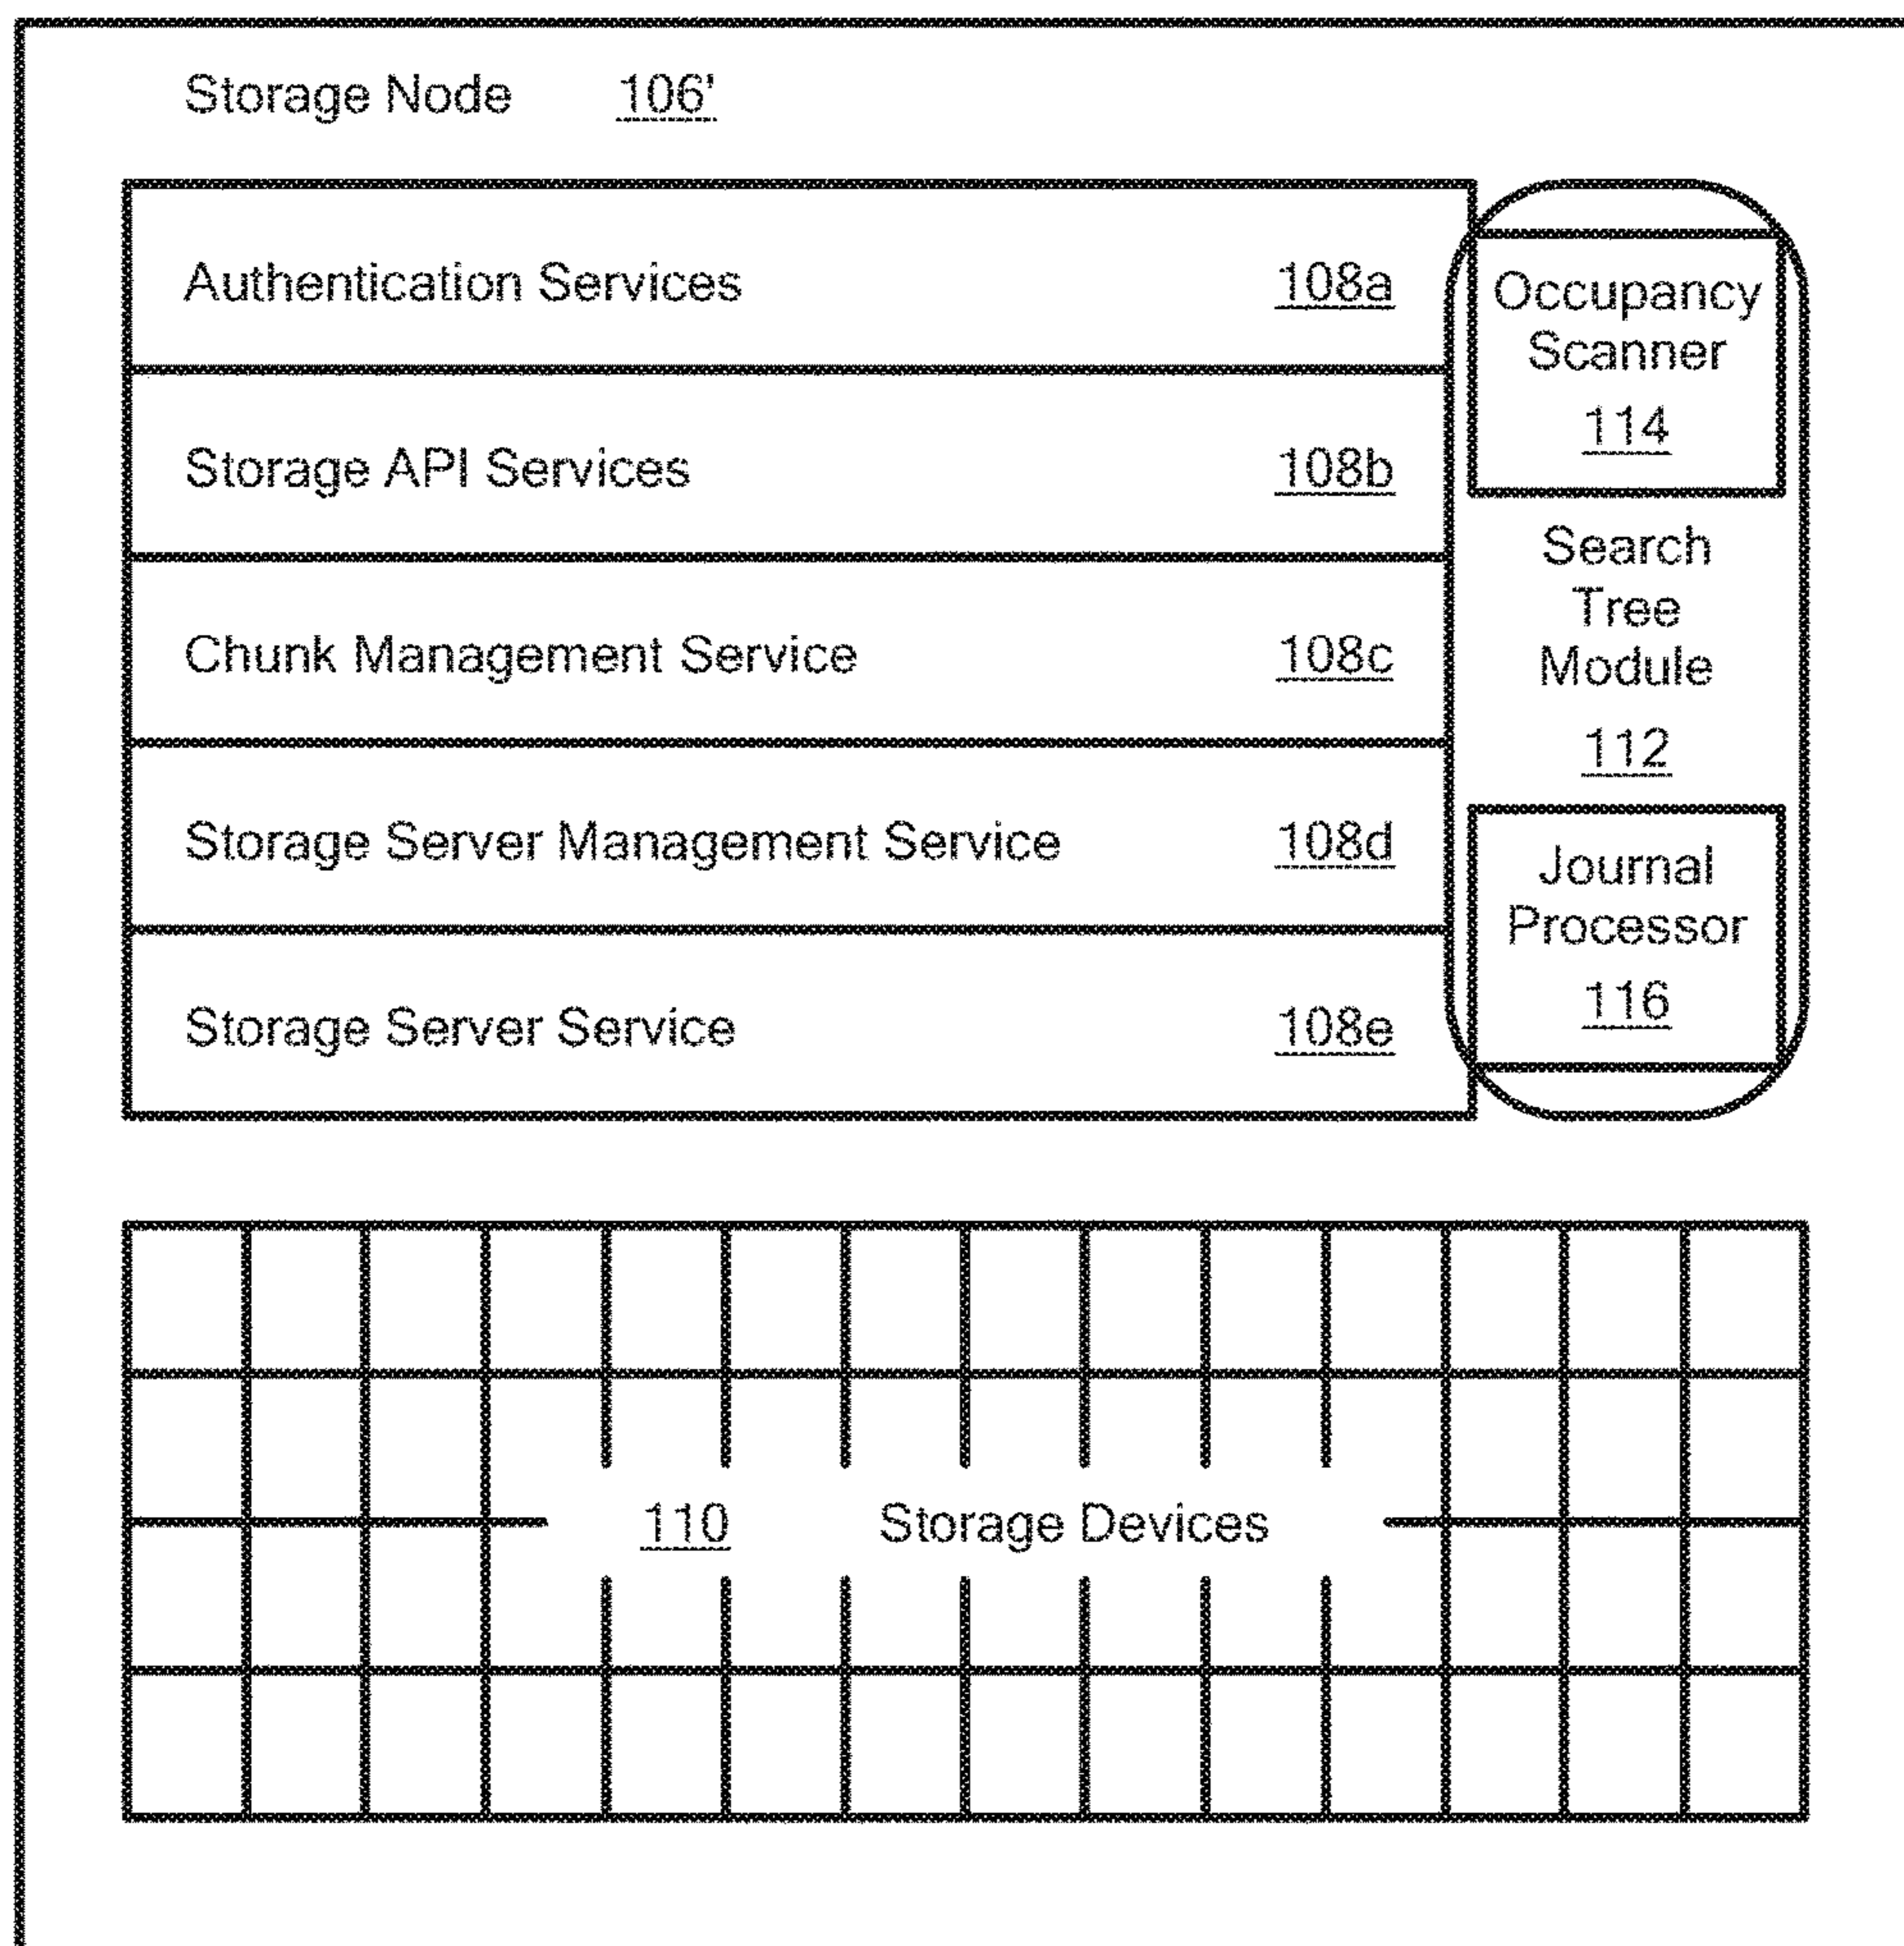 Storage Node 106'
Authentication Services 108a
Storage API Services 108b
Chunk Management Service 108c
Storage Server Management Service 108d
Storage Server Service 108e
Occupancy
Scanner
114
Search
Tree
Module
112
Journal
Processor
116
110 Storage Devices